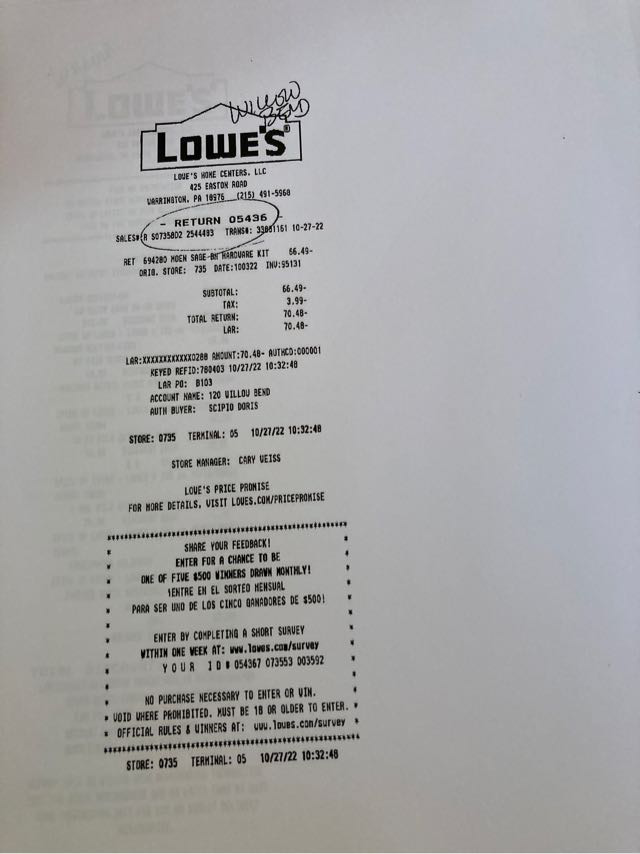 WILLOW
BEND
LOWE'S®
LOWE'S HOME CENTERS, LLC
425 EASTON ROAD
WARRINGTON, PA 18976 (215) 491-5960
- RETURN 05436 -
SALES#: R S0735BD2 2544493 TRANS#: 33861161 10-27-22
RET 694280 MOEN SAGE-BN HARDWARE KIT 66.49-
ORIG. STORE: 735 DATE:100322 INV:95131
SUBTOTAL: 66.49-
TAX: 3.99-
TOTAL RETURN: 70.48-
LAR: 70.48-
LAR:XXXXXXXXXXXX0288 AMOUNT:70.48- AUTHCD:000001
KEYED REFID:780403 10/27/22 10:32:48
LAR PO: B103
ACCOUNT NAME: 120 WILLOW BEND
AUTH BUYER: SCIPIO DORIS
STORE: 0735 TERMINAL: 05 10/27/22 10:32:48
STORE MANAGER: CARY WEISS
LOWE'S PRICE PROMISE
FOR MORE DETAILS, VISIT LOWES.COM/PRICEPROMISE
SHARE YOUR FEEDBACK!
ENTER FOR A CHANCE TO BE
ONE OF FIVE $500 WINNERS DRAWN MONTHLY!
¡ENTRE EN EL SORTEO MENSUAL
PARA SER UNO DE LOS CINCO GANADORES DE $500!
ENTER BY COMPLETING A SHORT SURVEY
WITHIN ONE WEEK AT: www.lowes.com/survey
Y O U R I D # 054367 073553 003592
NO PURCHASE NECESSARY TO ENTER OR WIN.
* VOID WHERE PROHIBITED. MUST BE 18 OR OLDER TO ENTER. *
* OFFICIAL RULES & WINNERS AT: www.lowes.com/survey *
STORE: 0735 TERMINAL: 05 10/27/22 10:32:48